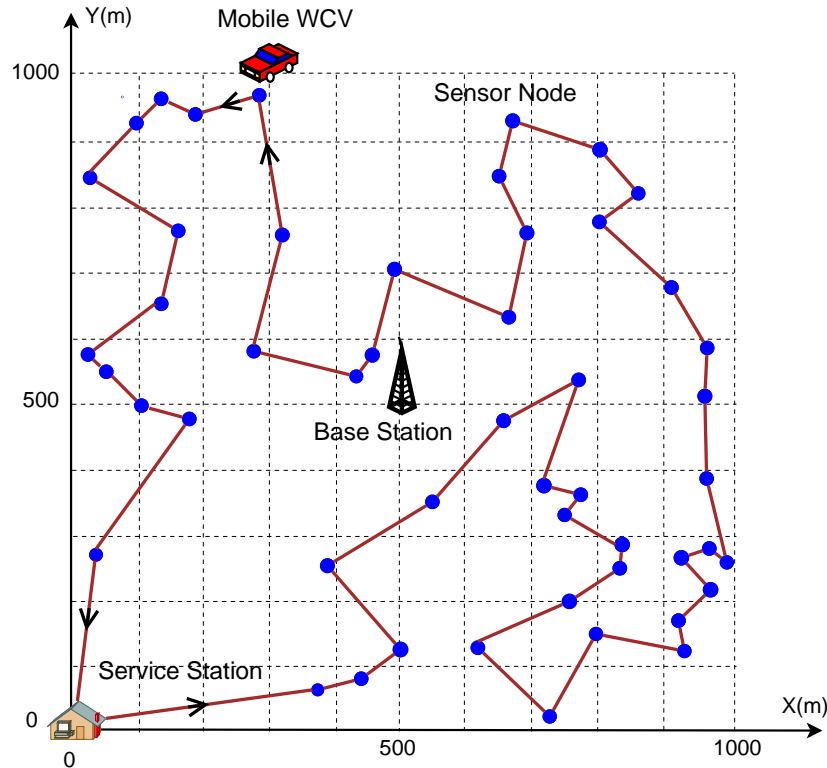 Mobile WCV
Y(m)
1000
Sensor Node
500
Base Station
Service Station
X(m)
0
0
500
1000